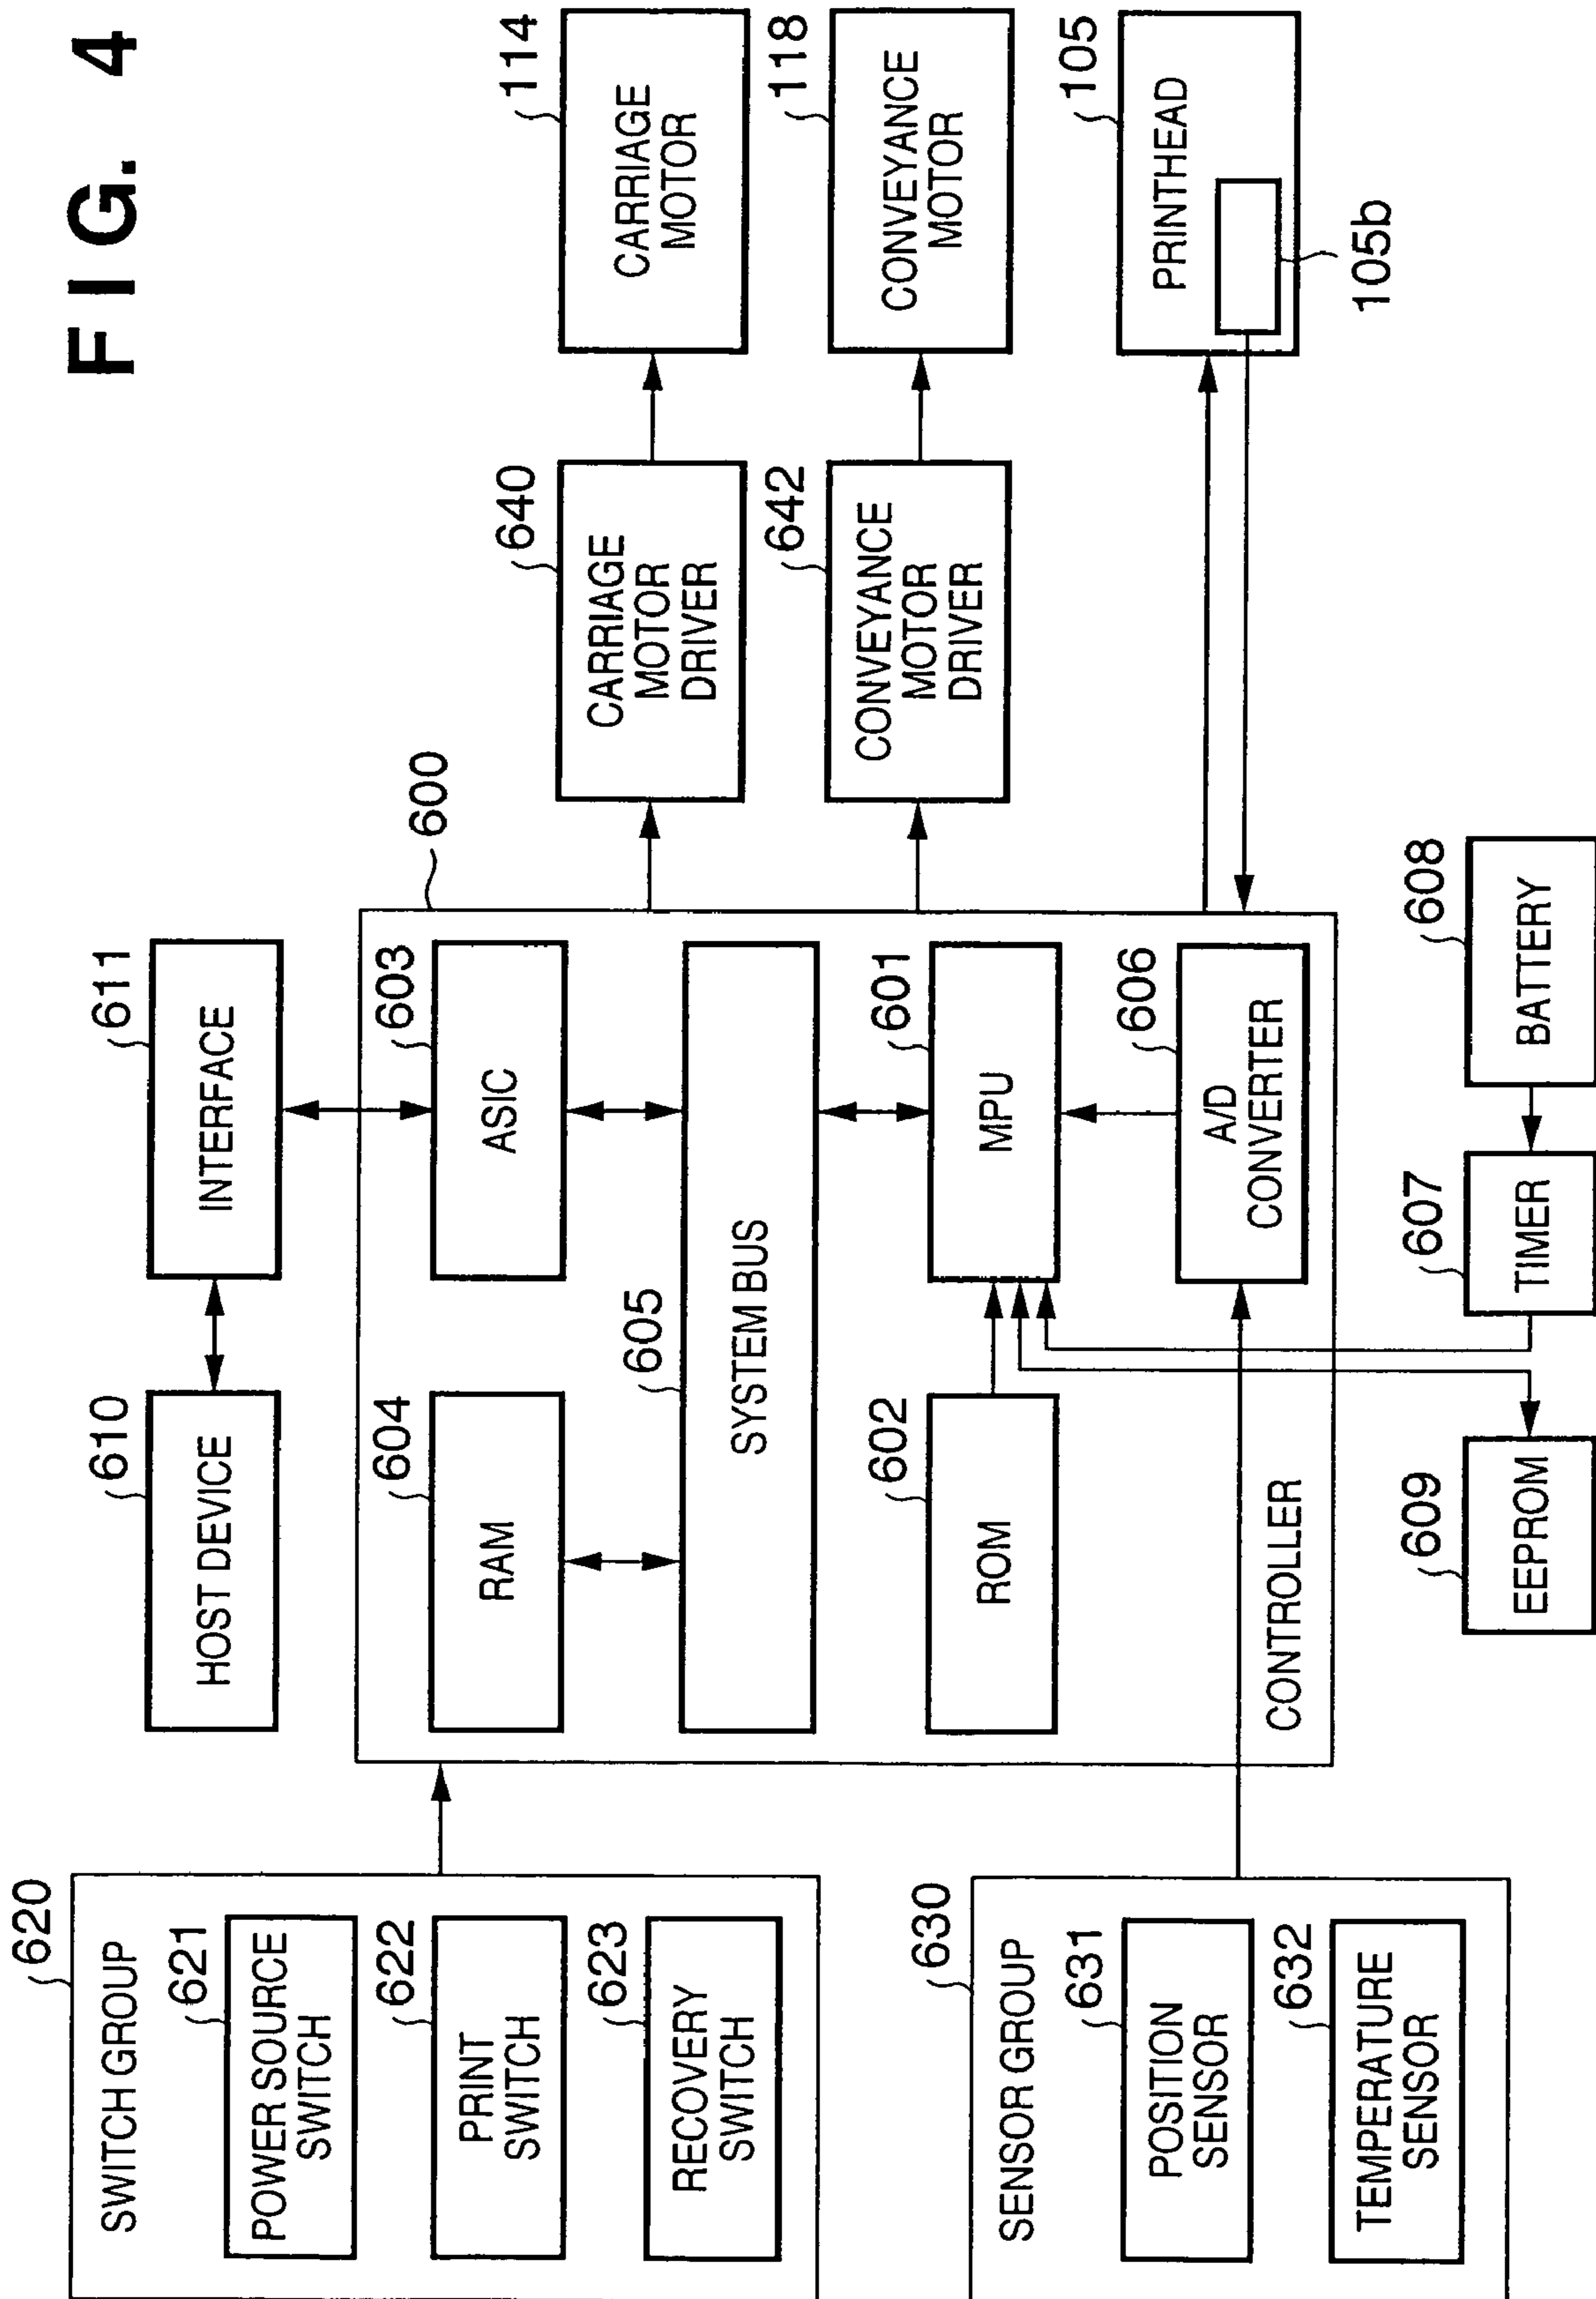 FIG. 4
620
SWITCH GROUP
621
POWER SOURCE
SWITCH
622
PRINT
SWITCH
623
RECOVERY
SWITCH
630
SENSOR GROUP
631
POSITION
SENSOR
632
TEMPERATURE
SENSOR
610
HOST DEVICE
611
INTERFACE
600
604
RAM
603
ASIC
605
SYSTEM BUS
602
ROM
601
MPU
606
A/D
CONVERTER
CONTROLLER
609
EEPROM
607
TIMER
608
BATTERY
640
CARRIAGE
MOTOR
DRIVER
114
CARRIAGE
MOTOR
642
CONVEYANCE
MOTOR
DRIVER
118
CONVEYANCE
MOTOR
105
PRINTHEAD
105b